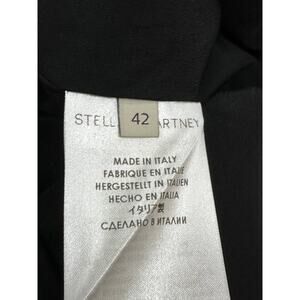 42
STELL ARTNEY
MADE IN ITALY
FABRIQUE EN ITALIE
HERGESTELLT IN ITALIEN
HECHO EN ITALIA
イタリア製
СДЕЛАНО В ИТАЛИИ